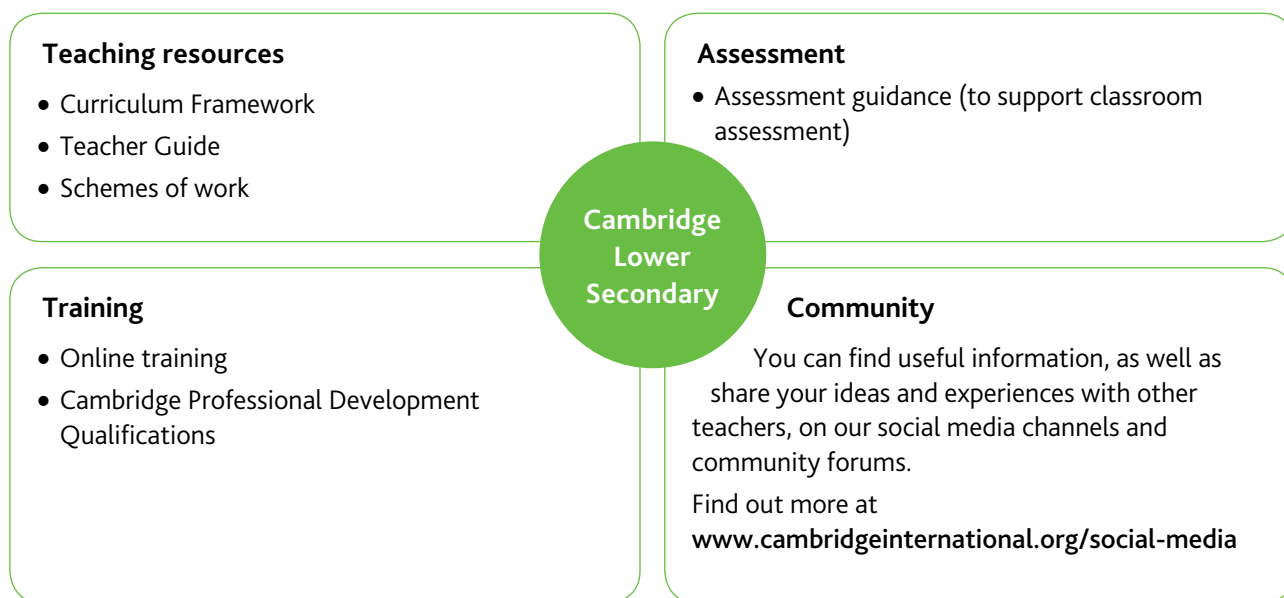 Teaching resources
• Curriculum Framework
• Teacher Guide
• Schemes of work
Assessment
• Assessment guidance (to support classroom
assessment)
Cambridge
Lower
Secondary
Training
• Online training
• Cambridge Professional Development
Qualifications
Community
You can find useful information, as well as
share your ideas and experiences with other
teachers, on our social media channels and
community forums.
Find out more at
www.cambridgeinternational.org/social-media